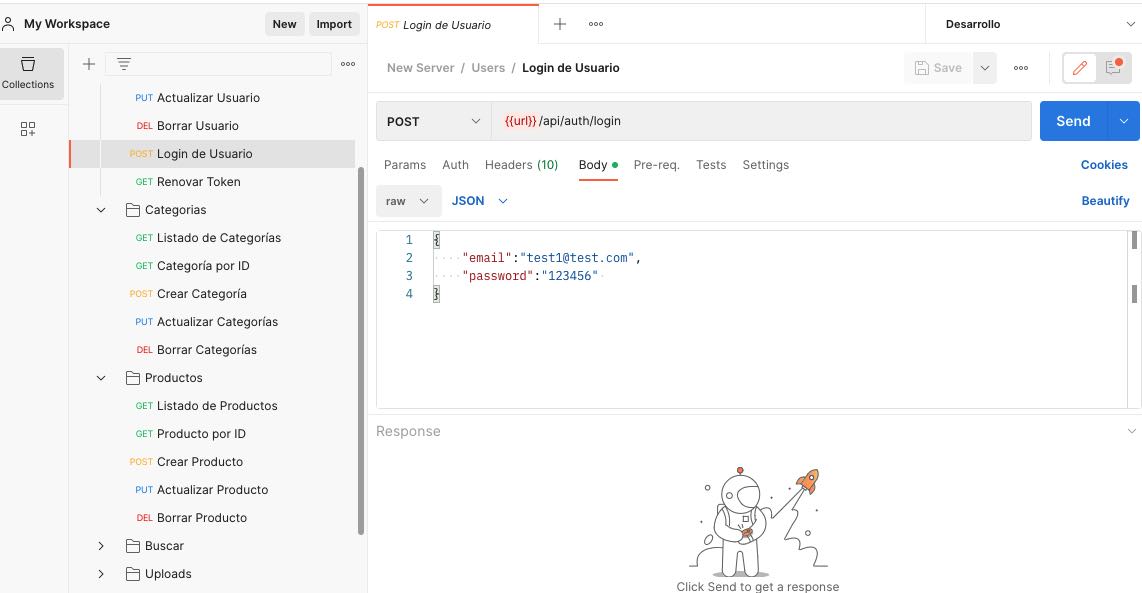 My Workspace
New
Import
Collections
PUT Actualizar Usuario
DEL Borrar Usuario
POST Login de Usuario
GET Renovar Token
Categorias
GET Listado de Categorías
GET Categoría por ID
POST Crear Categoría
PUT Actualizar Categorías
DEL Borrar Categorías
Productos
GET Listado de Productos
GET Producto por ID
POST Crear Producto
PUT Actualizar Producto
DEL Borrar Producto
Buscar
Uploads
POST Login de Usuario
Desarrollo
New Server / Users / Login de Usuario
Save
POST
{{url}}/api/auth/login
Send
Params Auth Headers (10) Body Pre-req. Tests Settings
Cookies
raw JSON
Beautify
1 {
2 "email":"test1@test.com",
3 "password":"123456"
4 }
Response
Click Send to get a response